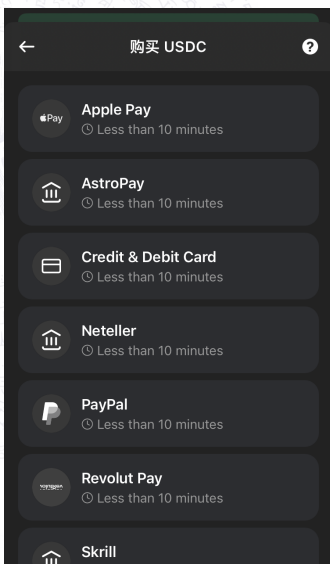 购买 USDC
Pay
Apple Pay
Less than 10 minutes
AstroPay
Less than 10 minutes
Credit & Debit Card
Less than 10 minutes
Neteller
Less than 10 minutes
PayPal
Less than 10 minutes
Revolut Pay
Less than 10 minutes
Skrill